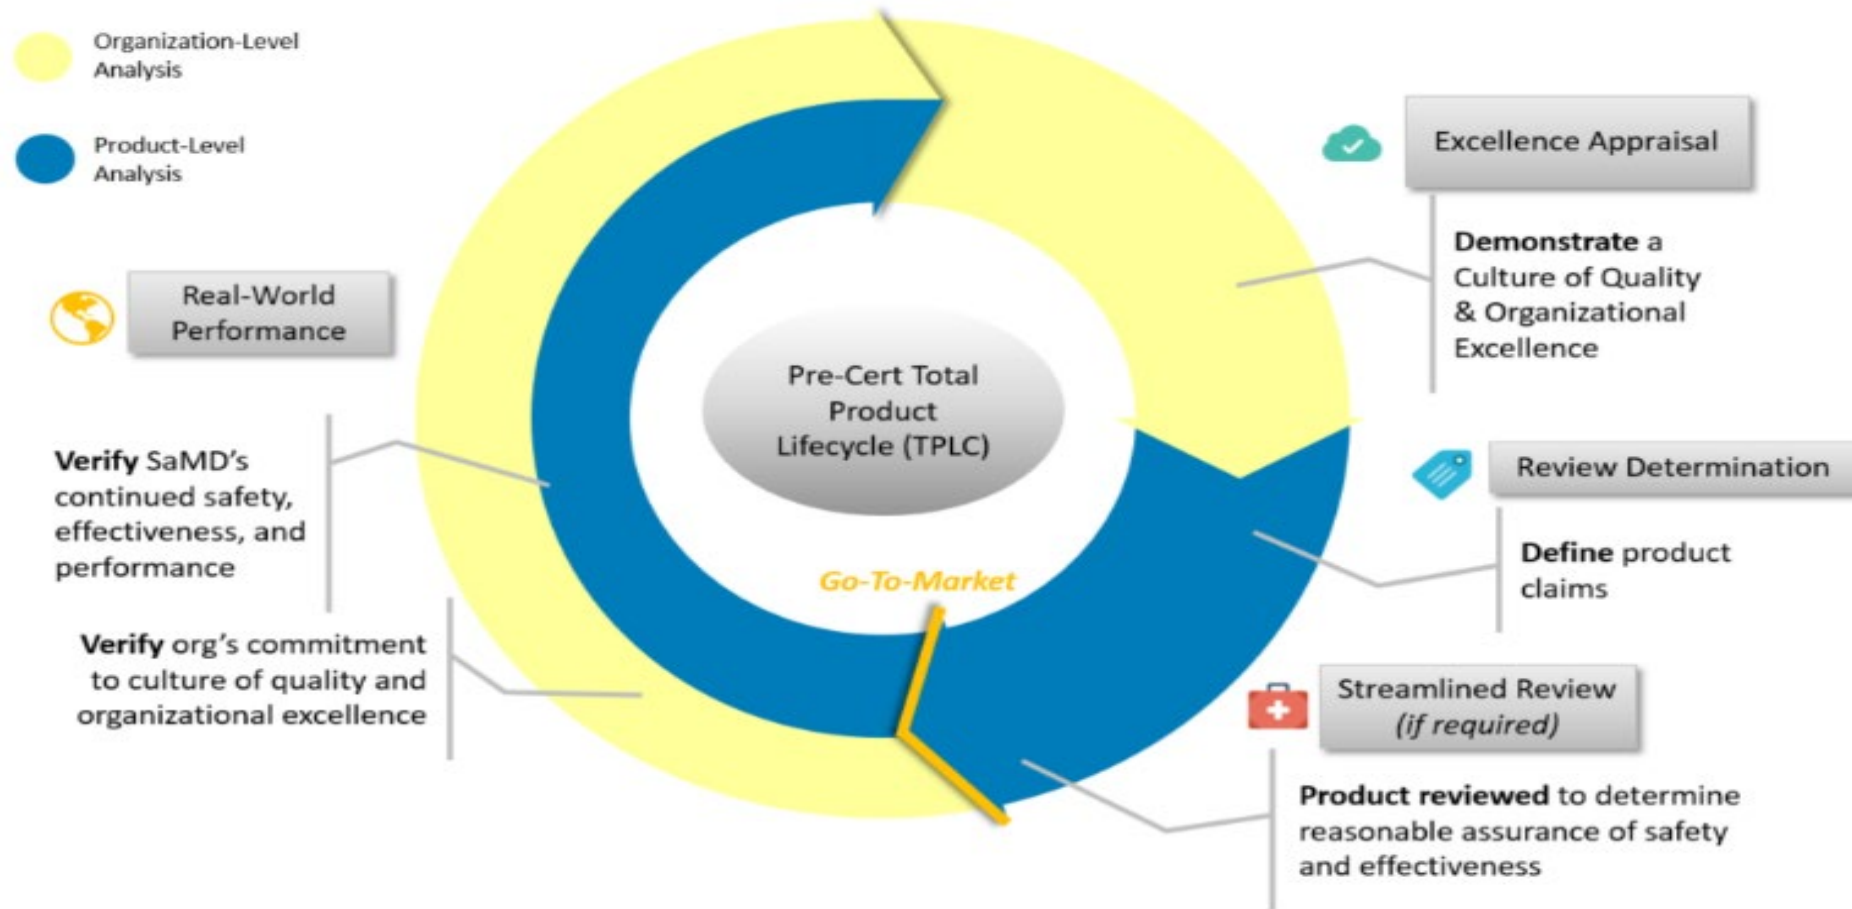 Organization-Level
Analysis
Product-Level
Analysis
Excellence Appraisal
Demonstrate a
Culture of Quality
& Organizational
Excellence
Review Determination
Define product
claims
Streamlined Review
(if required)
Product reviewed to determine
reasonable assurance of safety
and effectiveness
Go-To-Market
Real-World
Performance
Verify SaMD’s
continued safety,
effectiveness, and
performance
Verify org’s commitment
to culture of quality and
organizational excellence
Pre-Cert Total
Product
Lifecycle (TPLC)